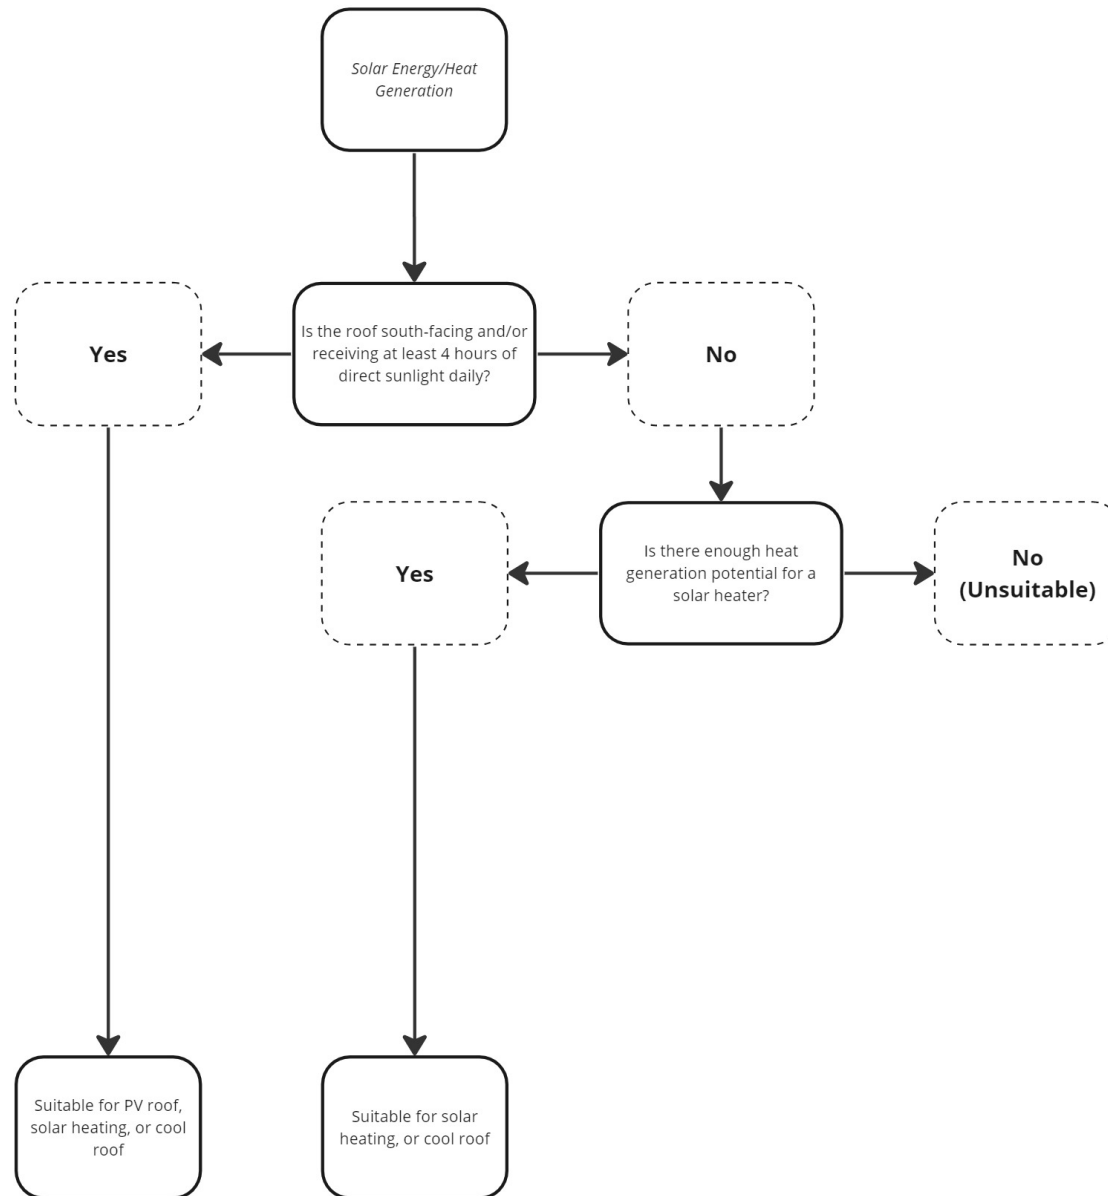 Solar Energy/Heat
Generation
Yes
Is the roof south-facing and/or
receiving at least 4 hours of
direct sunlight daily?
No
Yes
Is there enough heat
generation potential for a
solar heater?
No
(Unsuitable)
Suitable for PV roof,
solar heating, or cool
roof
Suitable for solar
heating, or cool roof